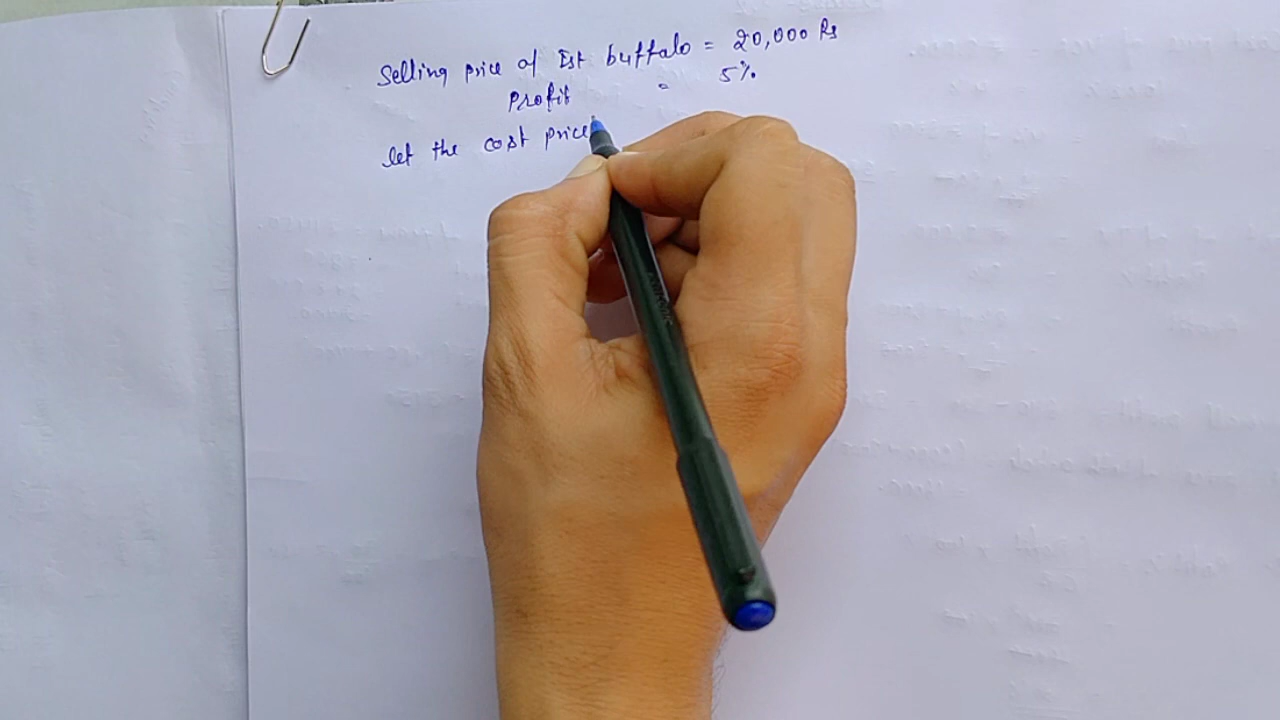 Selling price of Ist buffalo = 20,000 Rs
Profit = 5%
let the cost price